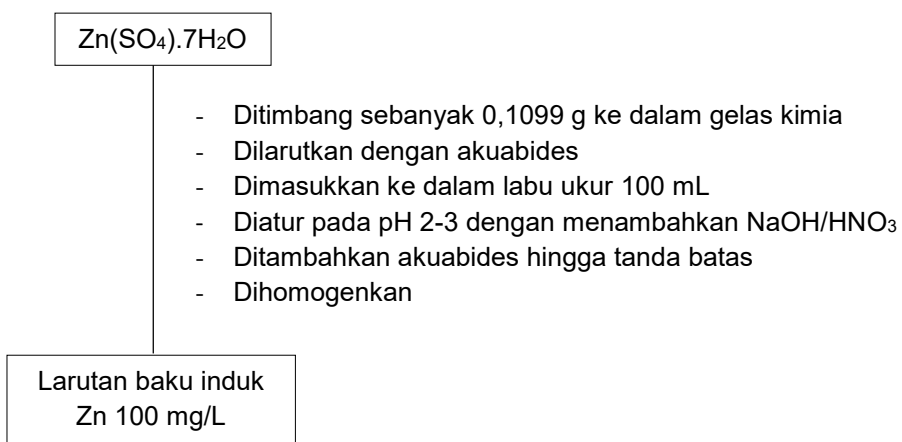 Zn(SO₄).7H₂O
- Ditimbang sebanyak 0,1099 g ke dalam gelas kimia
- Dilarutkan dengan akuabides
- Dimasukkan ke dalam labu ukur 100 mL
- Diatur pada pH 2-3 dengan menambahkan NaOH/HNO₃
- Ditambahkan akuabides hingga tanda batas
- Dihomogenkan
Larutan baku induk
Zn 100 mg/L